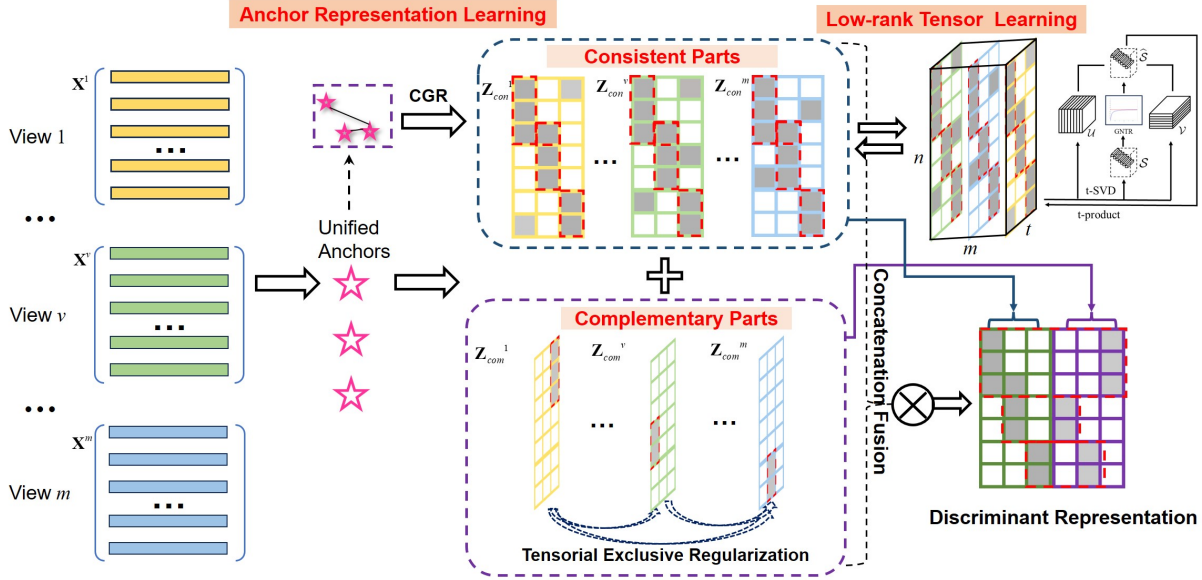 Anchor Representation Learning
Low-rank Tensor Learning
X^1
View 1
...
...
X^v
View v
...
...
X^m
View m
...
Unified
Anchors
CGR
Consistent Parts
Z_con^1
Z_con^v
Z_con^m
...
...
Complementary Parts
Z_com^1
Z_com^v
Z_com^m
...
...
Tensorial Exclusive Regularization
Concatenation Fusion
n
m
t
𝒮
𝒰
GNTR
𝒱
𝒮
t-SVD
t-product
Discriminant Representation